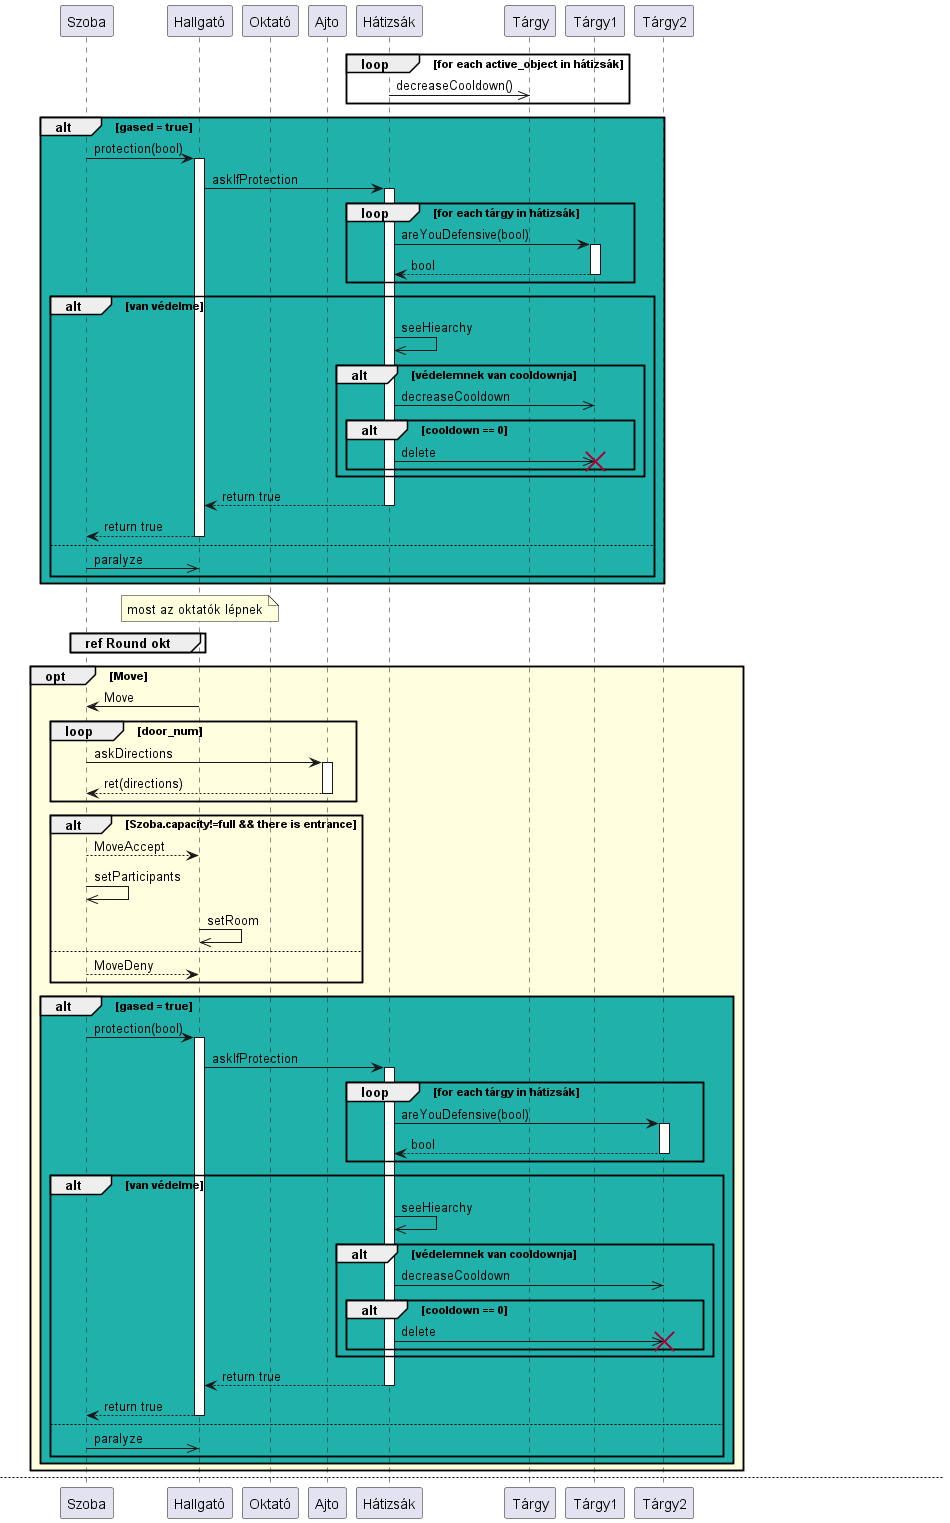 Szoba Hallgató Oktató Ajto Hátizsák Tárgy Tárgy1 Tárgy2
loop [for each active_object in hátizsák]
decreaseCooldown()
alt [gased = true]
protection(bool)
askIfProtection
loop [for each tárgy in hátizsák]
areYouDefensive(bool)
bool
alt [van védelme]
seeHiearchy
alt [védelemnek van cooldownja]
decreaseCooldown
alt [cooldown == 0]
delete
return true
return true
paralyze
most az oktatók lépnek
ref Round okt
opt [Move]
Move
loop [door_num]
askDirections
ret(directions)
alt [Szoba.capacity!=full && there is entrance]
MoveAccept
setParticipants
setRoom
MoveDeny
alt [gased = true]
protection(bool)
askIfProtection
loop [for each tárgy in hátizsák]
areYouDefensive(bool)
bool
alt [van védelme]
seeHiearchy
alt [védelemnek van cooldownja]
decreaseCooldown
alt [cooldown == 0]
delete
return true
return true
paralyze
Szoba Hallgató Oktató Ajto Hátizsák Tárgy Tárgy1 Tárgy2